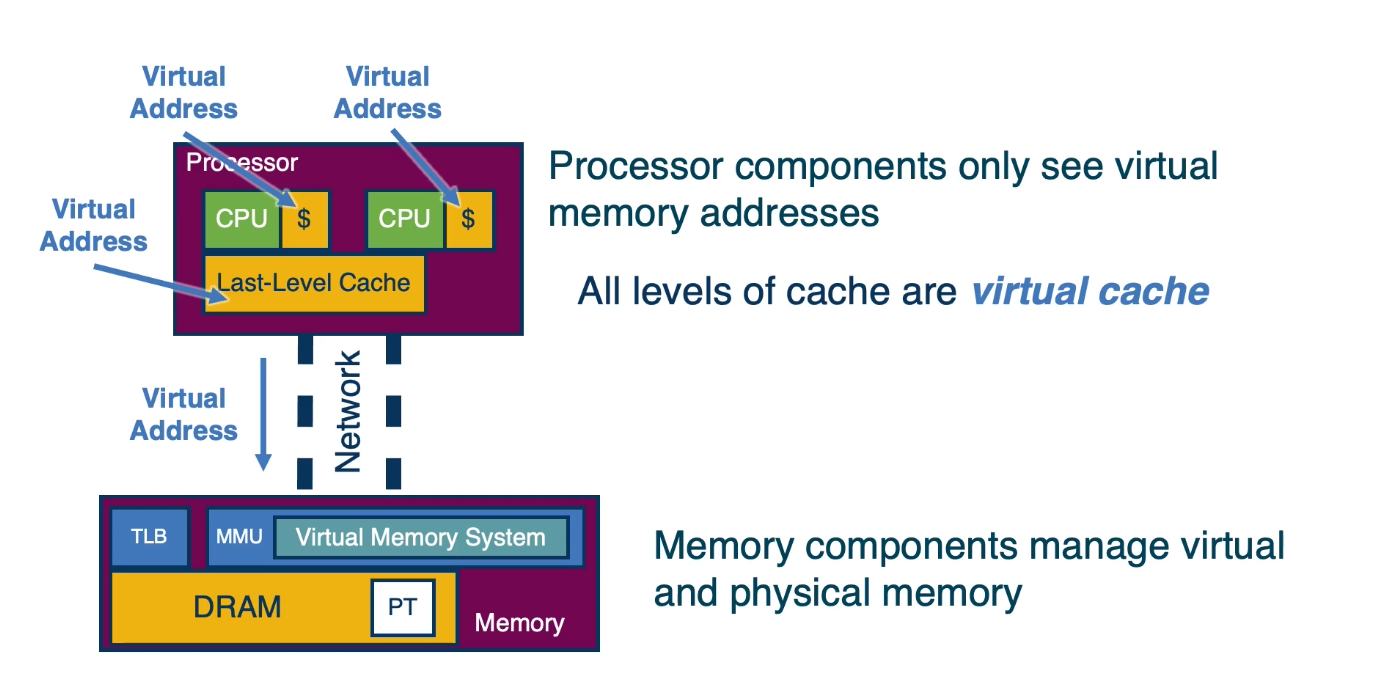 Virtual
Address
Virtual
Address
Processor
CPU
$
CPU
$
Virtual
Address
Last-Level Cache
Processor components only see virtual
memory addresses
All levels of cache are virtual cache
Virtual
Address
Network
TLB
MMU
Virtual Memory System
DRAM
PT
Memory
Memory components manage virtual
and physical memory